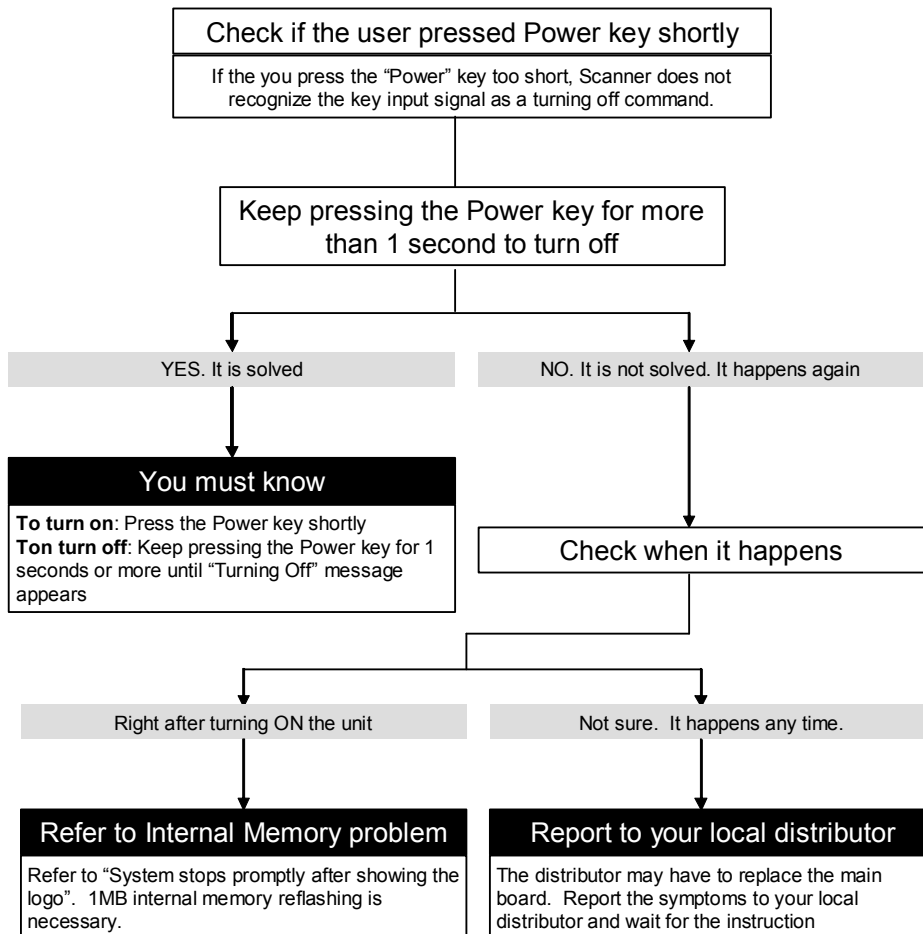 Check if the user pressed Power key shortly
If the you press the “Power” key too short, Scanner does not
recognize the key input signal as a turning off command.
Keep pressing the Power key for more
than 1 second to turn off
YES. It is solved
NO. It is not solved. It happens again
You must know
To turn on: Press the Power key shortly
Ton turn off: Keep pressing the Power key for 1
seconds or more until “Turning Off” message
appears
Check when it happens
Right after turning ON the unit
Not sure.  It happens any time.
Refer to Internal Memory problem
Refer to “System stops promptly after showing the
logo”.  1MB internal memory reflashing is
necessary.
Report to your local distributor
The distributor may have to replace the main
board.  Report the symptoms to your local
distributor and wait for the instruction